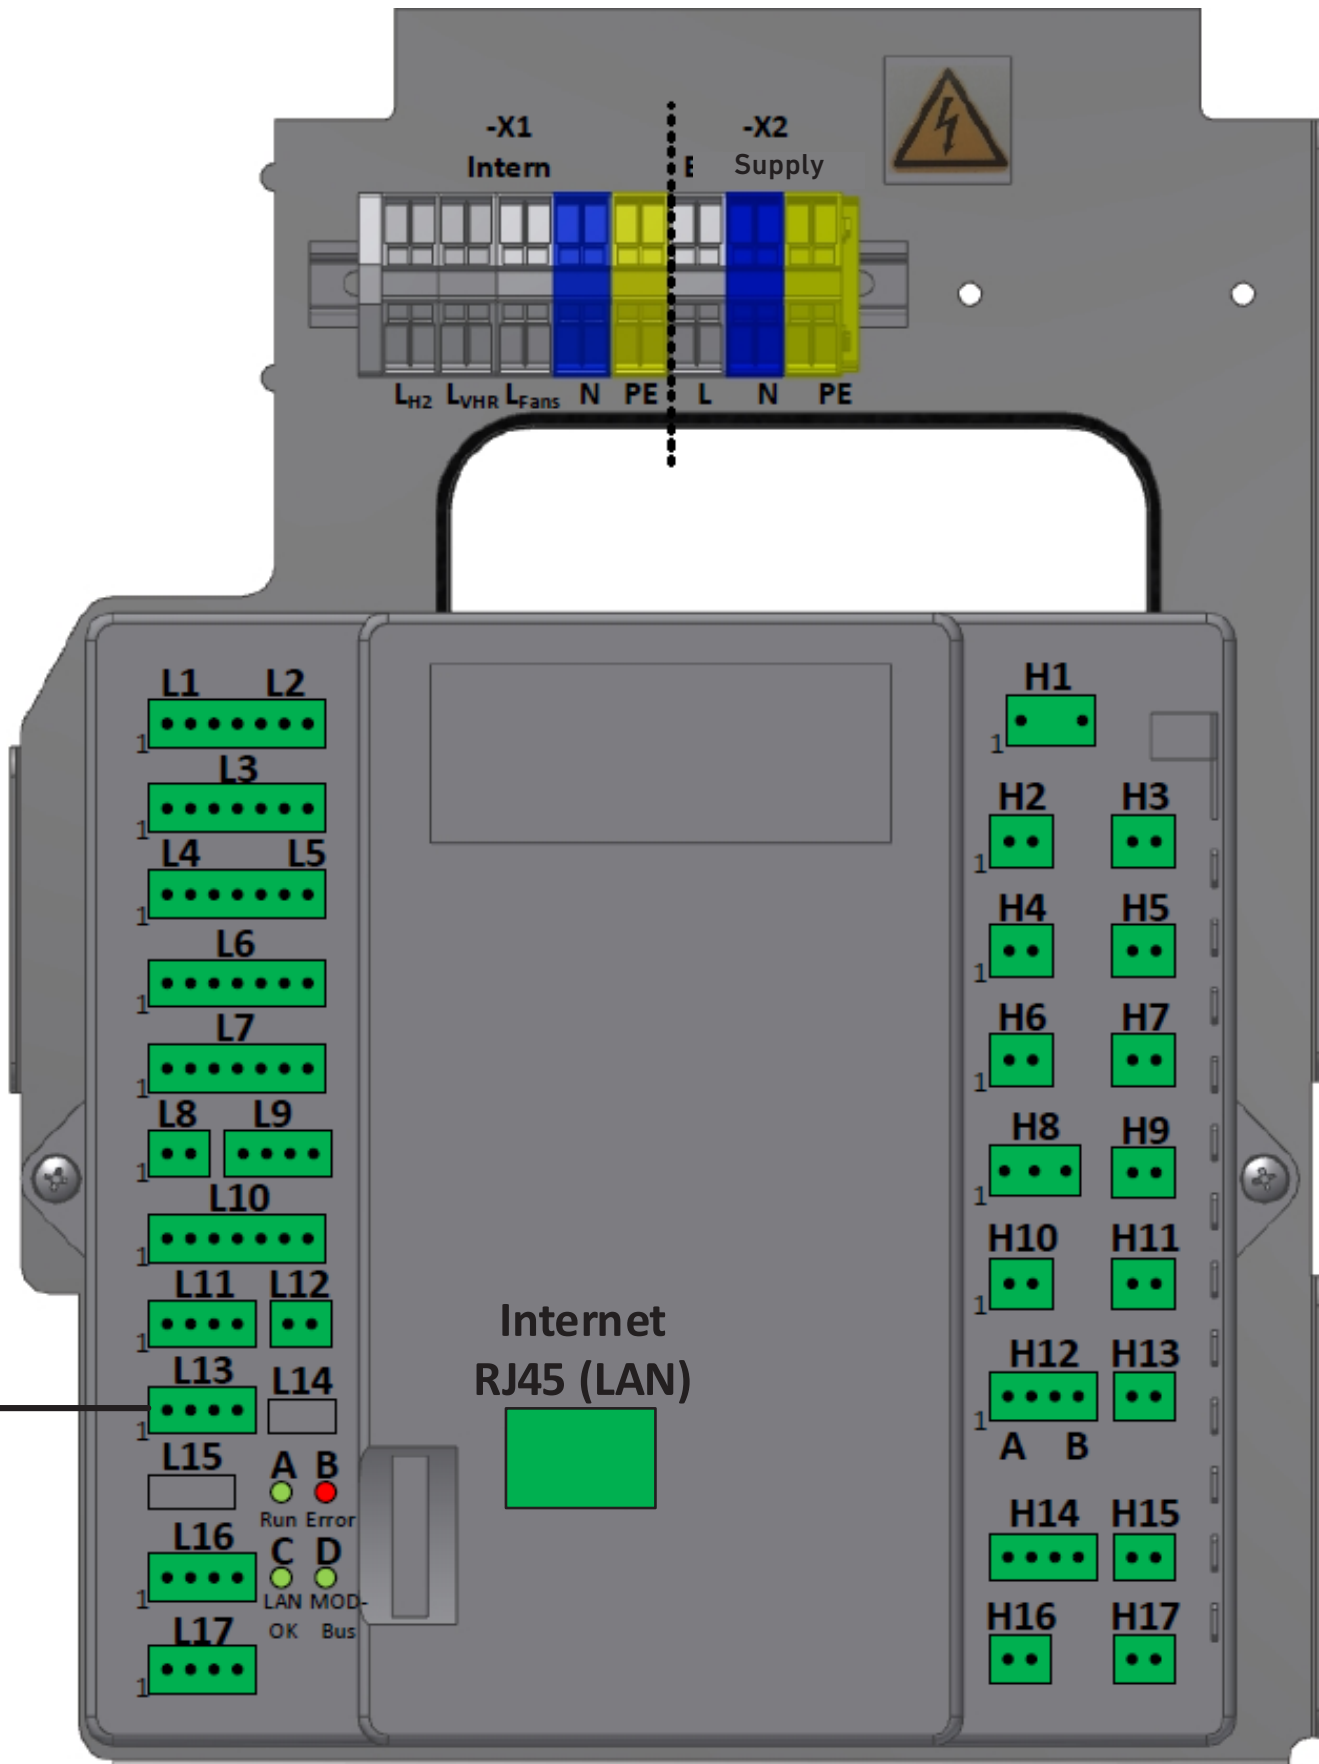 -X1 -X2
Intern E Supply
LH2 LVHR LFans N PE L N PE
L1 L2
1
L3
1
L4 L5
1
L6
1
L7
1
L8 L9
1
L10
1
L11 L12
1
L13 L14
1
L15 A B
Run Error
L16 C D
1 LAN MOD-
OK Bus
L17
1
Internet
RJ45 (LAN)
H1
1
H2 H3
1
H4 H5
1
H6 H7
1
H8 H9
1
H10 H11
1
H12 H13
1
A B
H14 H15
H16 H17